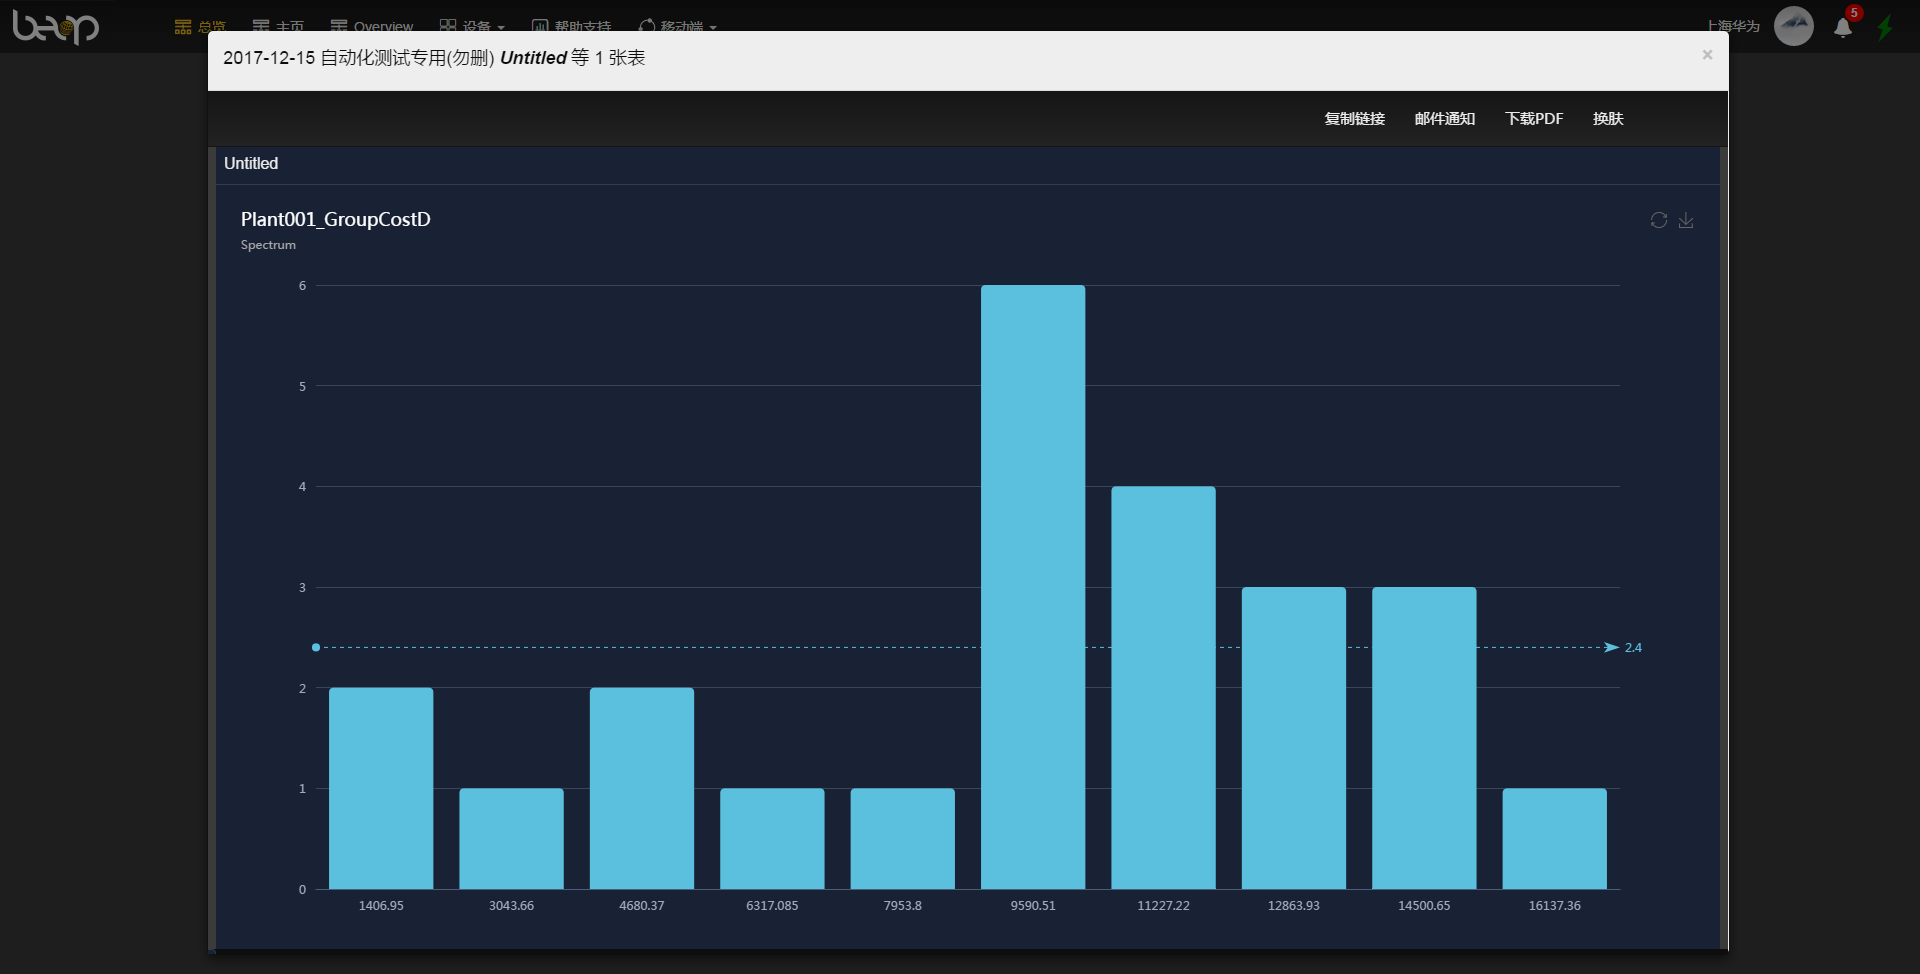 beop
总览 主页 Overview 设备 帮助支持 移动端 上海华为 5
2017-12-15 自动化测试专用(勿删) Untitled 等 1 张表 ×
复制链接 邮件通知 下载PDF 换肤
Untitled
Plant001_GroupCostD
Spectrum
6
5
4
3
2.4
2
1
0
1406.95 3043.66 4680.37 6317.085 7953.8 9590.51 11227.22 12863.93 14500.65 16137.36